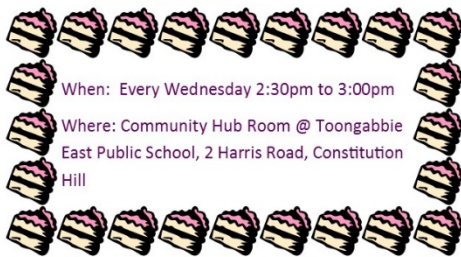 When:  Every Wednesday 2:30pm to 3:00pm
Where: Community Hub Room @ Toongabbie
East Public School, 2 Harris Road, Constitution
Hill